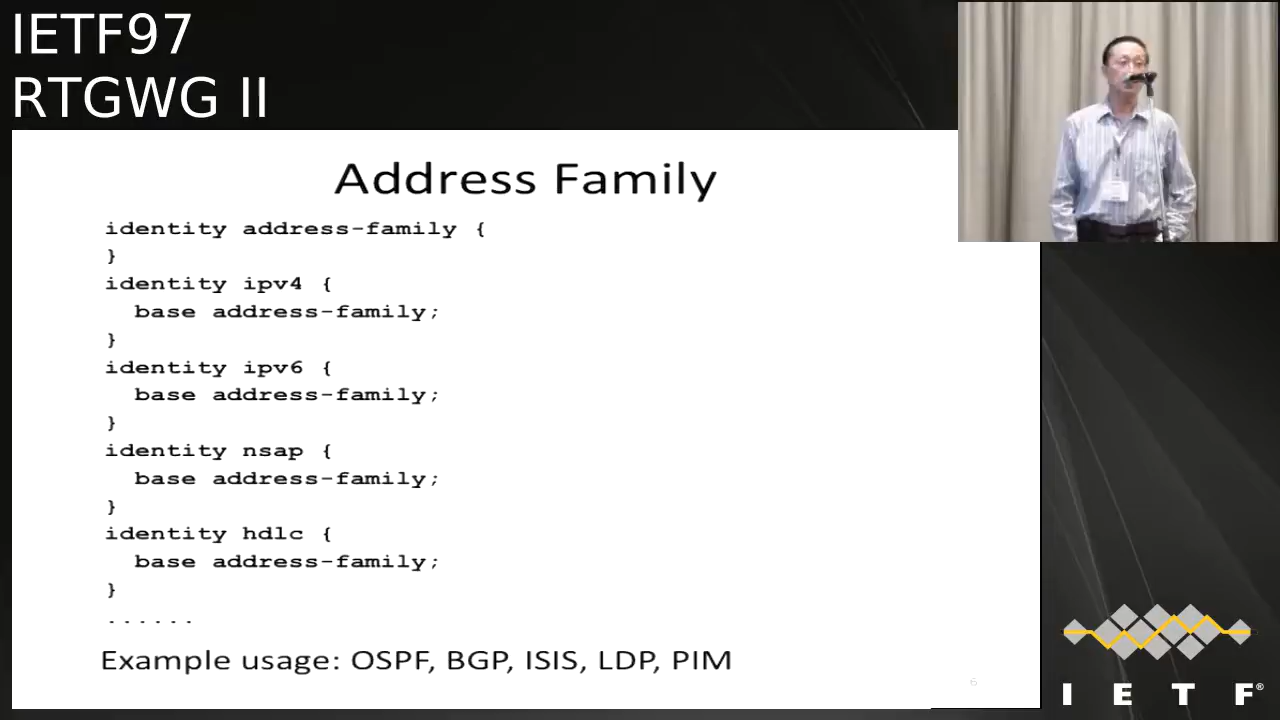 IETF97
RTGWG II
Address Family
identity address-family {
}
identity ipv4 {
base address-family;
}
identity ipv6 {
base address-family;
}
identity nsap {
base address-family;
}
identity hdlc {
base address-family;
}
......
Example usage: OSPF, BGP, ISIS, LDP, PIM
6
I E T F®